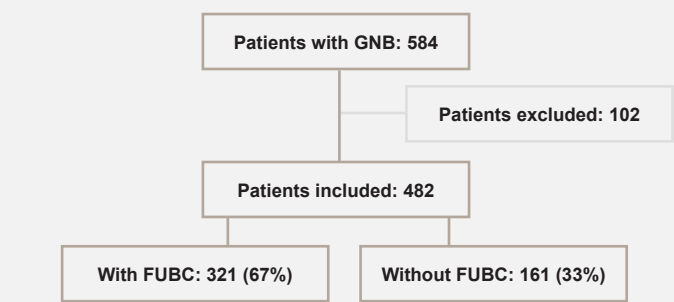 Patients with GNB: 584
Patients excluded: 102
Patients included: 482
With FUBC: 321 (67%)
Without FUBC: 161 (33%)